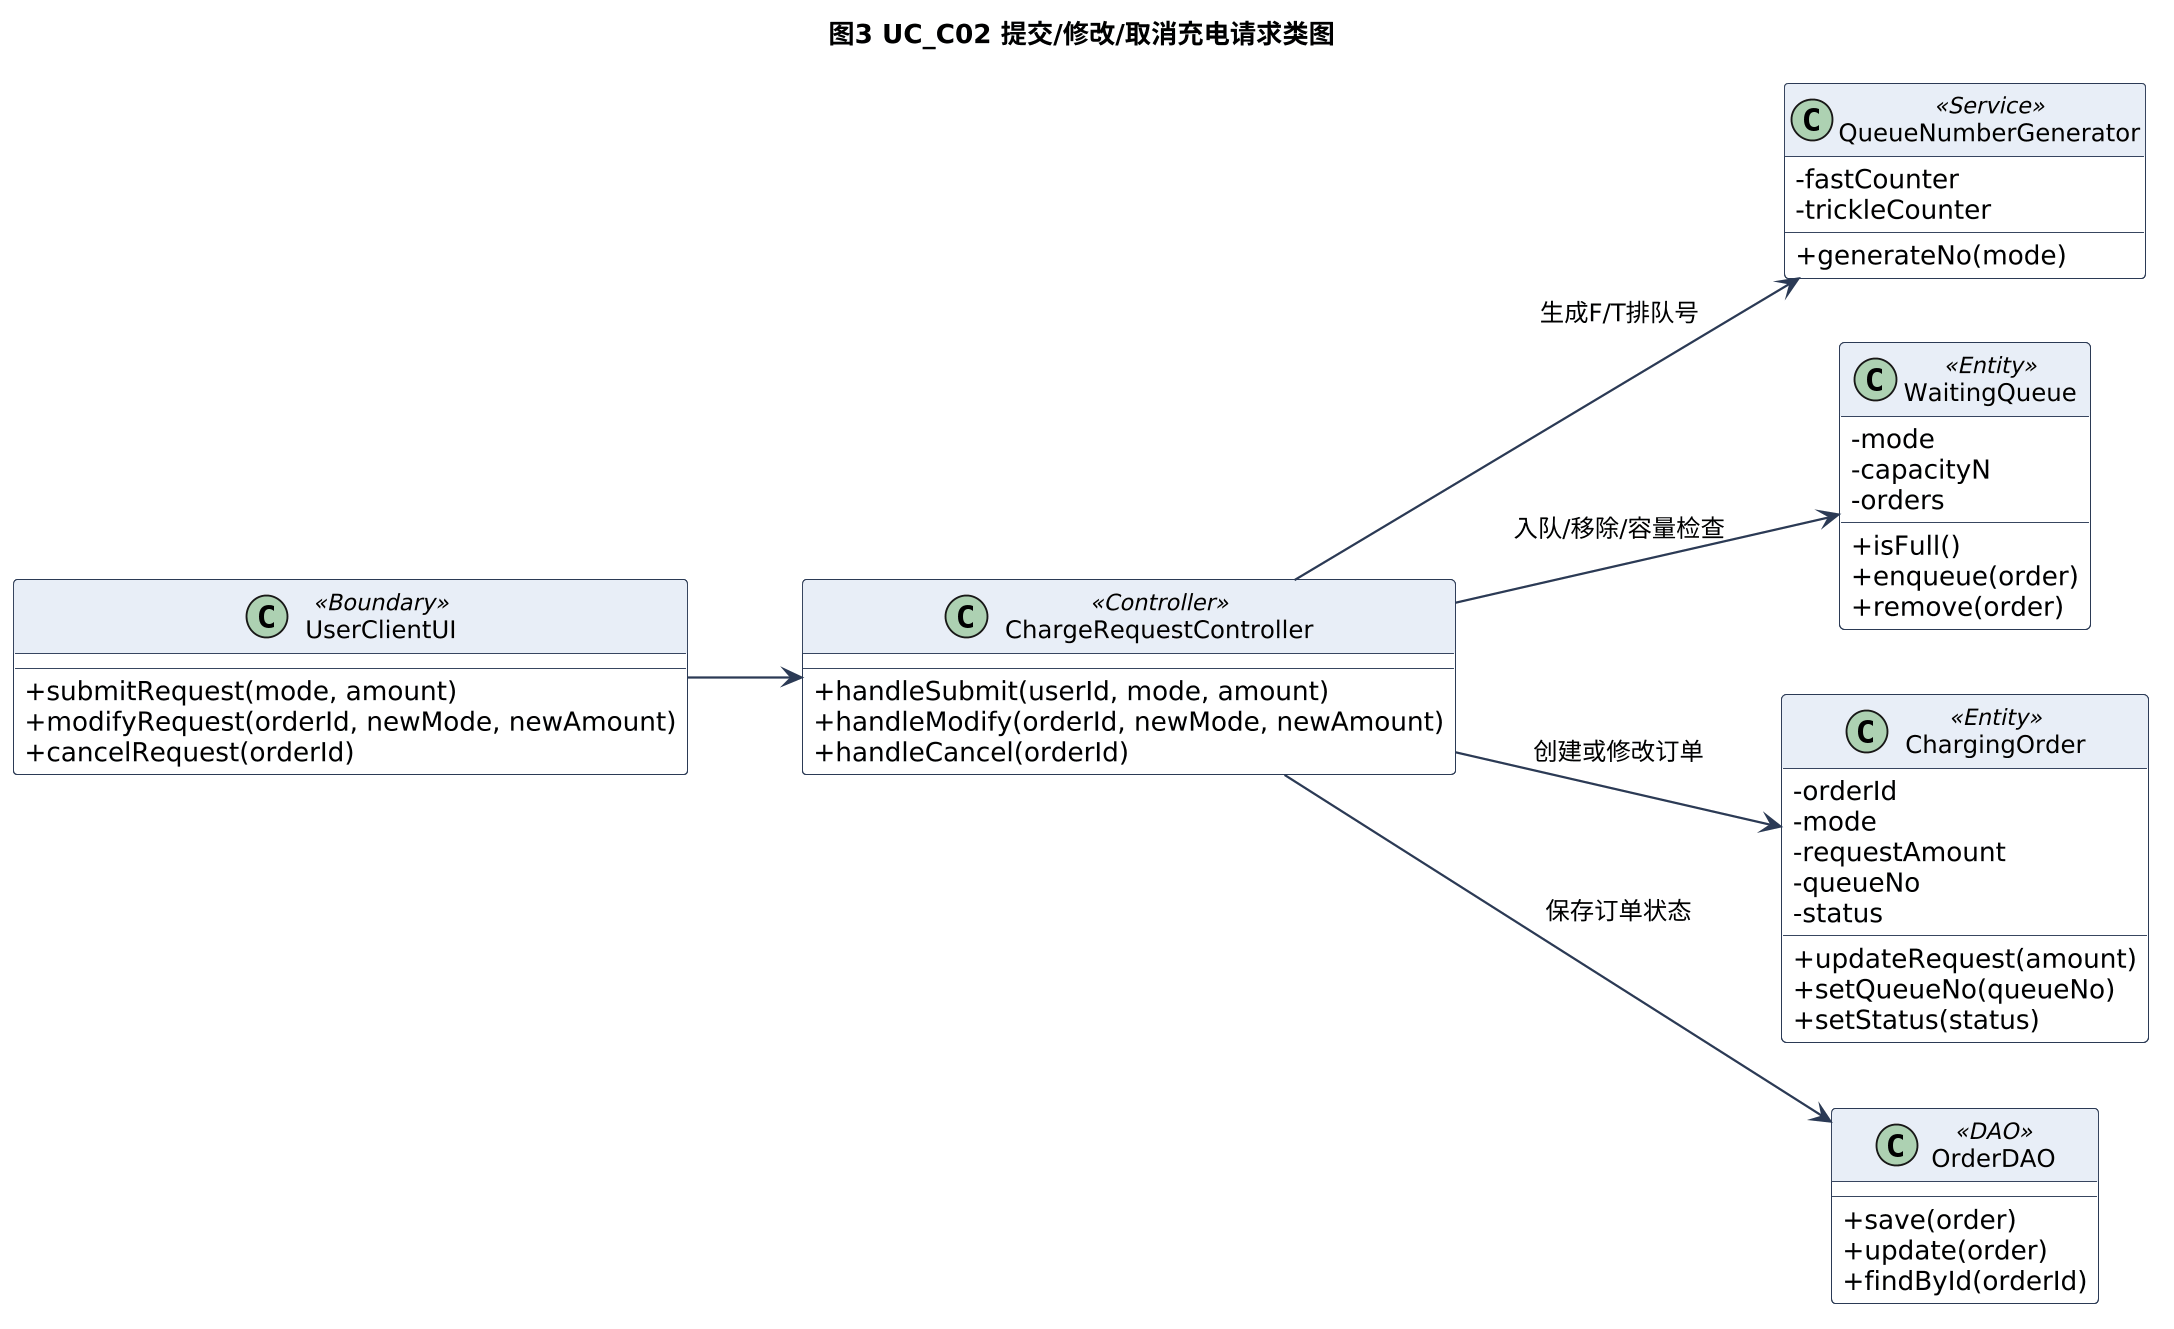 图3 UC_C02 提交/修改/取消充电请求类图
«Boundary»
UserClientUI
+submitRequest(mode, amount)
+modifyRequest(orderId, newMode, newAmount)
+cancelRequest(orderId)
«Controller»
ChargeRequestController
+handleSubmit(userId, mode, amount)
+handleModify(orderId, newMode, newAmount)
+handleCancel(orderId)
生成F/T排队号
入队/移除/容量检查
创建或修改订单
保存订单状态
«Service»
QueueNumberGenerator
-fastCounter
-trickleCounter
+generateNo(mode)
«Entity»
WaitingQueue
-mode
-capacityN
-orders
+isFull()
+enqueue(order)
+remove(order)
«Entity»
ChargingOrder
-orderId
-mode
-requestAmount
-queueNo
-status
+updateRequest(amount)
+setQueueNo(queueNo)
+setStatus(status)
«DAO»
OrderDAO
+save(order)
+update(order)
+findById(orderId)
C
C
C
C
C
C